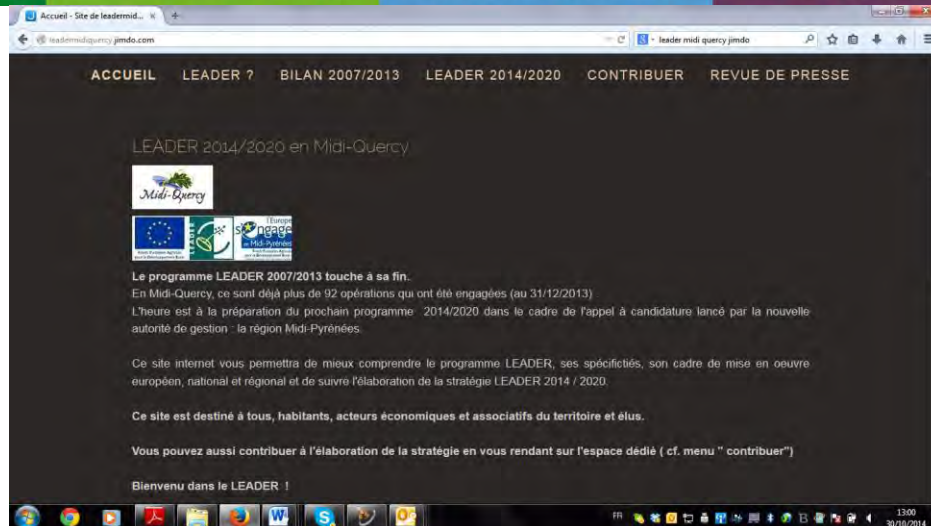 Accueil - Site de leadermid...
leadermidiquercy.jimdo.com
leader midi quercy jimdo
ACCUEIL LEADER ? BILAN 2007/2013 LEADER 2014/2020 CONTRIBUER REVUE DE PRESSE
LEADER 2014/2020 en Midi-Quercy
Midi-Quercy
LEADER
l'Europe
s'engage
en Midi-Pyrénées
Le programme LEADER 2007/2013 touche à sa fin.
En Midi-Quercy, ce sont déjà plus de 92 opérations qui ont été engagées (au 31/12/2013)
L'heure est à la préparation du prochain programme 2014/2020 dans le cadre de l'appel à candidature lancé par la nouvelle
autorité de gestion : la région Midi-Pyrénées.
Ce site internet vous permettra de mieux comprendre le programme LEADER, ses spécifictiés, son cadre de mise en oeuvre
européen, national et régional et de suivre l'élaboration de la stratégie LEADER 2014 / 2020.
Ce site est destiné à tous, habitants, acteurs économiques et associatifs du territoire et élus.
Vous pouvez aussi contribuer à l'élaboration de la stratégie en vous rendant sur l'espace dédié ( cf. menu " contribuer")
Bienvenu dans le LEADER !
FR
13:00
30/10/2014